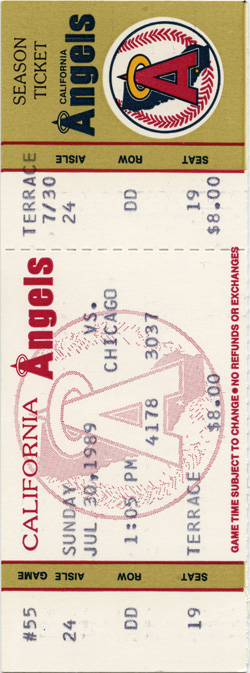 SEASON
TICKET
CALIFORNIA
Angels
A
TERRACE
7/30
AISLE ROW SEAT
24 DD 19
$8.00
CALIFORNIA Angels
A
SUNDAY VS.
JUL 30,1989 CHICAGO
1:05 PM 4178 3037
TERRACE $8.00
GAME TIME SUBJECT TO CHANGE • NO REFUNDS OR EXCHANGES
GAME AISLE ROW SEAT
#55 24 DD 19